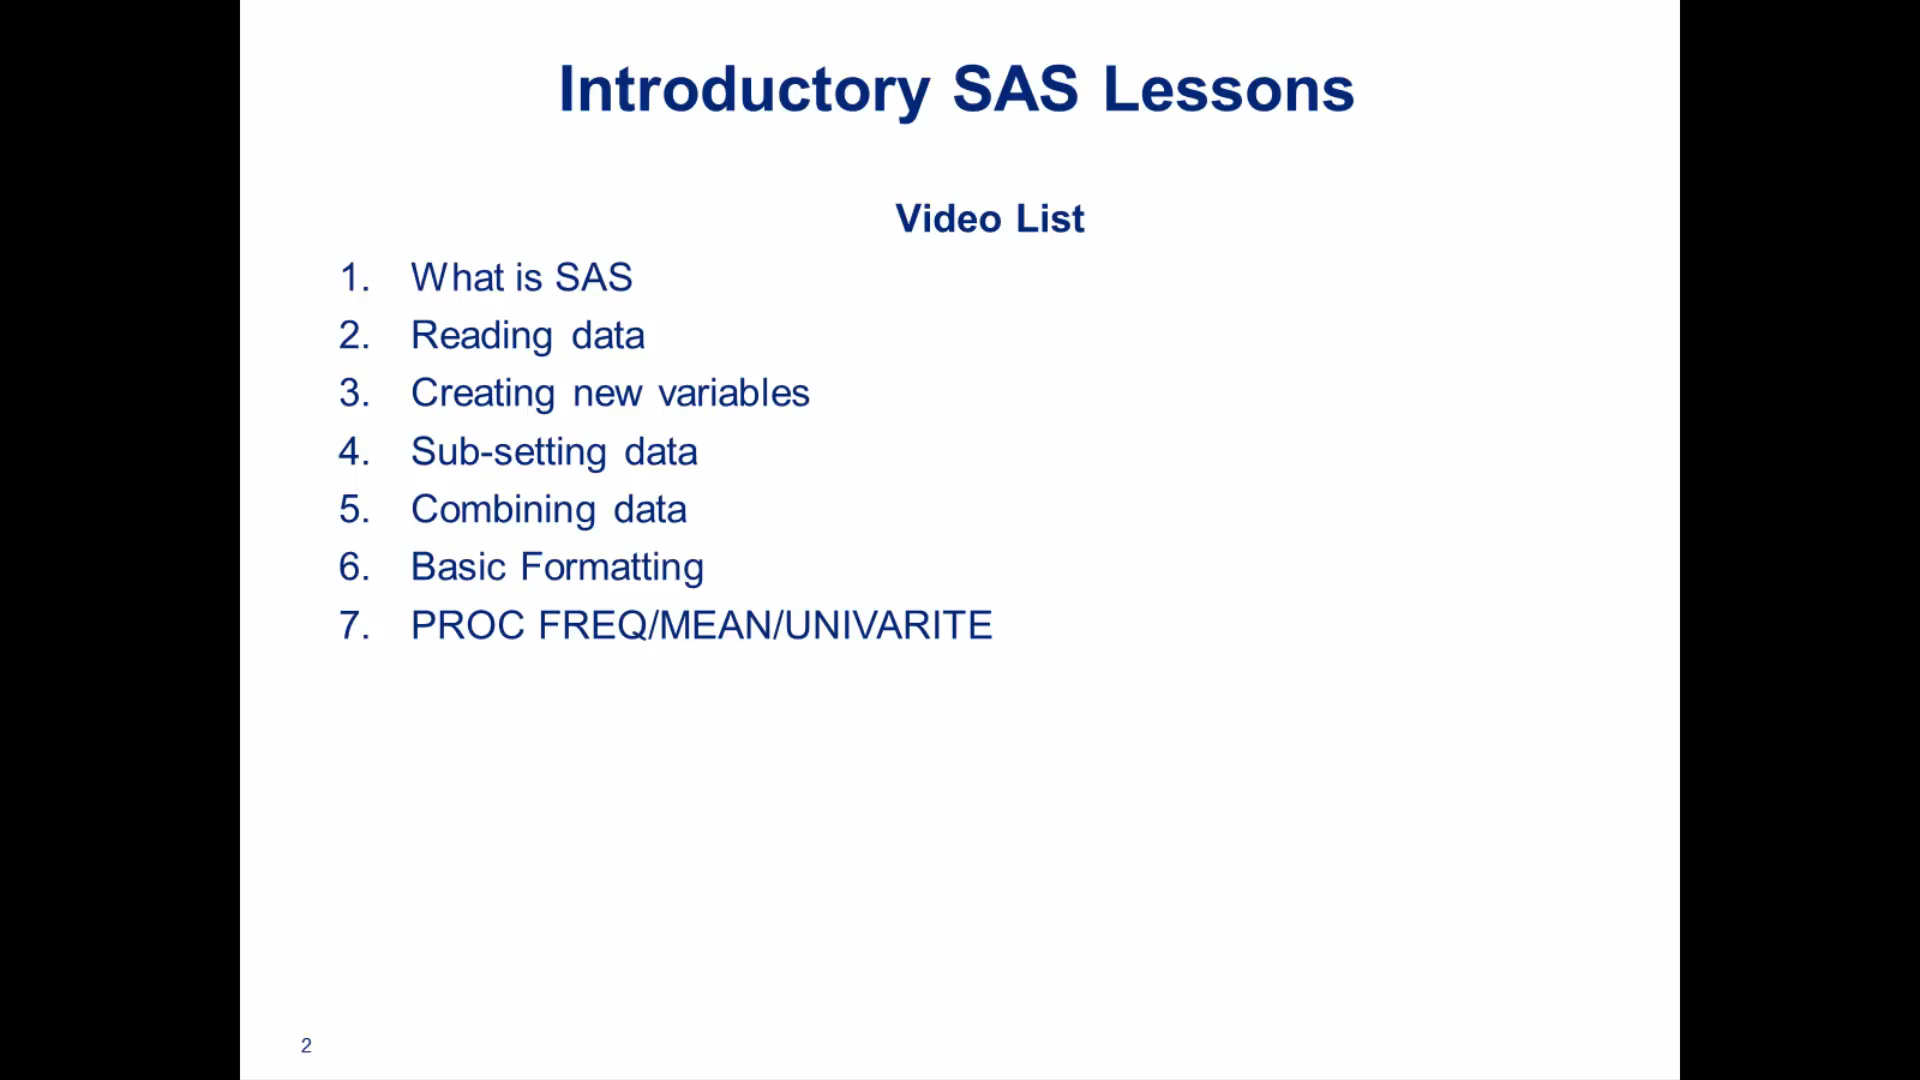 Introductory SAS Lessons
Video List
1. What is SAS
2. Reading data
3. Creating new variables
4. Sub-setting data
5. Combining data
6. Basic Formatting
7. PROC FREQ/MEAN/UNIVARITE
2